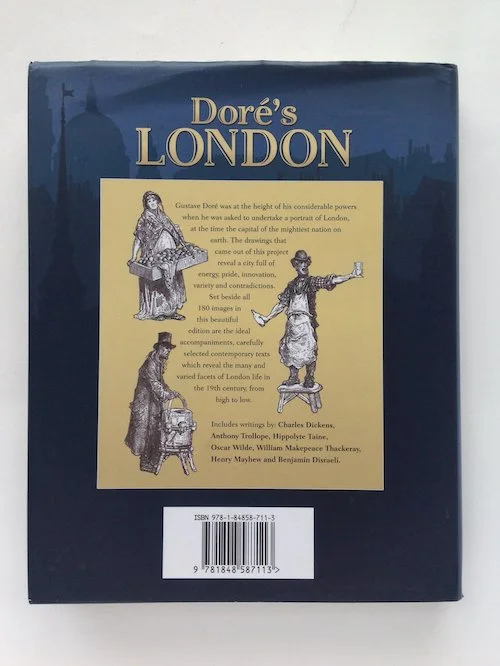 Doré's
LONDON
Gustave Doré was at the height of his considerable powers
when he was asked to undertake a portrait of London,
at the time the capital of the mightiest nation on
earth. The drawings that
came out of this project
reveal a city full of
energy, pride, innovation,
variety and contradictions.
Set beside all
180 images in
this beautiful
edition are the ideal
accompaniments, carefully
selected contemporary texts
which reveal the many and
varied facets of London life in
the 19th century, from
high to low.
Includes writings by: Charles Dickens,
Anthony Trollope, Hippolyte Taine,
Oscar Wilde, William Makepeace Thackeray,
Henry Mayhew and Benjamin Disraeli.
ISBN 978-1-84858-711-3
9 781848 587113>